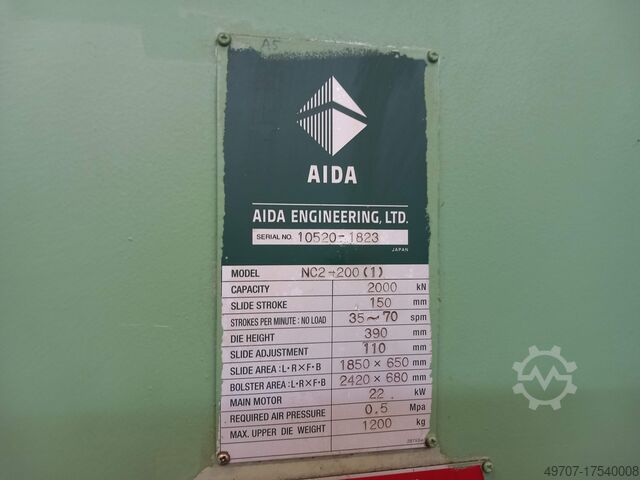 A5
AIDA
AIDA ENGINEERING, LTD.
SERIAL NO. 10520-1823
JAPAN
MODEL NC2-200(1)
CAPACITY 2000 kN
SLIDE STROKE 150 mm
STROKES PER MINUTE : NO LOAD 35~70 spm
DIE HEIGHT 390 mm
SLIDE ADJUSTMENT 110 mm
SLIDE AREA : L·R×F·B 1850 × 650 mm
BOLSTER AREA : L·R×F·B 2420 × 680 mm
MAIN MOTOR 22 kW
REQUIRED AIR PRESSURE 0.5 Mpa
MAX. UPPER DIE WEIGHT 1200 kg
49707-17540008